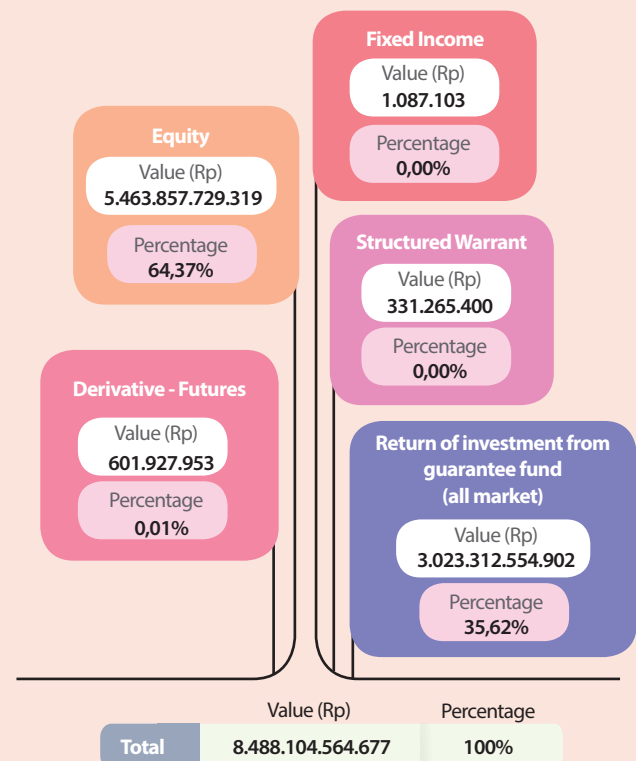 Fixed Income
Value (Rp)
1.087.103
Percentage
0,00%
Equity
Value (Rp)
5.463.857.729.319
Percentage
64,37%
Structured Warrant
Value (Rp)
331.265.400
Percentage
0,00%
Derivative - Futures
Value (Rp)
601.927.953
Percentage
0,01%
Return of investment from
guarantee fund
(all market)
Value (Rp)
3.023.312.554.902
Percentage
35,62%
Value (Rp) Percentage
Total 8.488.104.564.677 100%